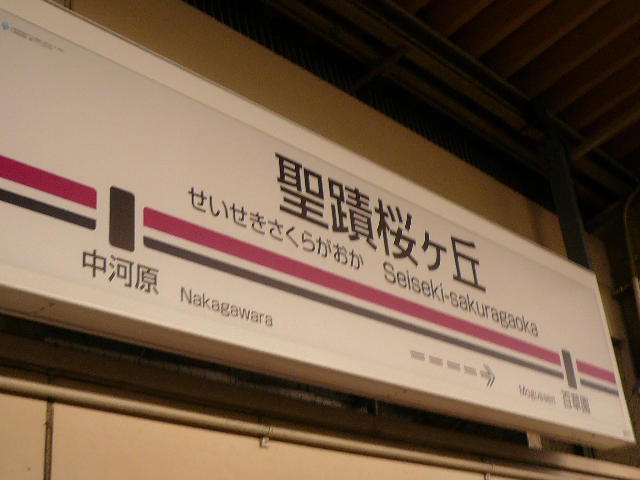 聖蹟桜ヶ丘
せいせきさくらがおか
Seiseki-sakuragaoka
中河原
Nakagawara
Mogusaen
百草園